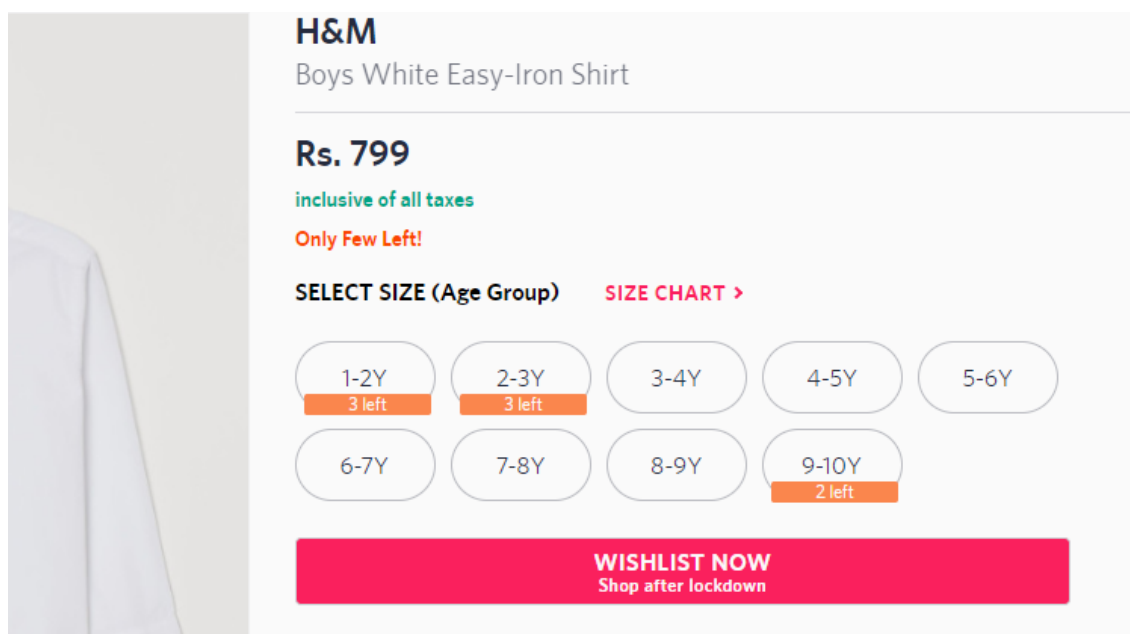 H&M
Boys White Easy-Iron Shirt
Rs. 799
inclusive of all taxes
Only Few Left!
SELECT SIZE (Age Group) SIZE CHART >
1-2Y 2-3Y 3-4Y 4-5Y 5-6Y
3 left 3 left
6-7Y 7-8Y 8-9Y 9-10Y
2 left
WISHLIST NOW
Shop after lockdown